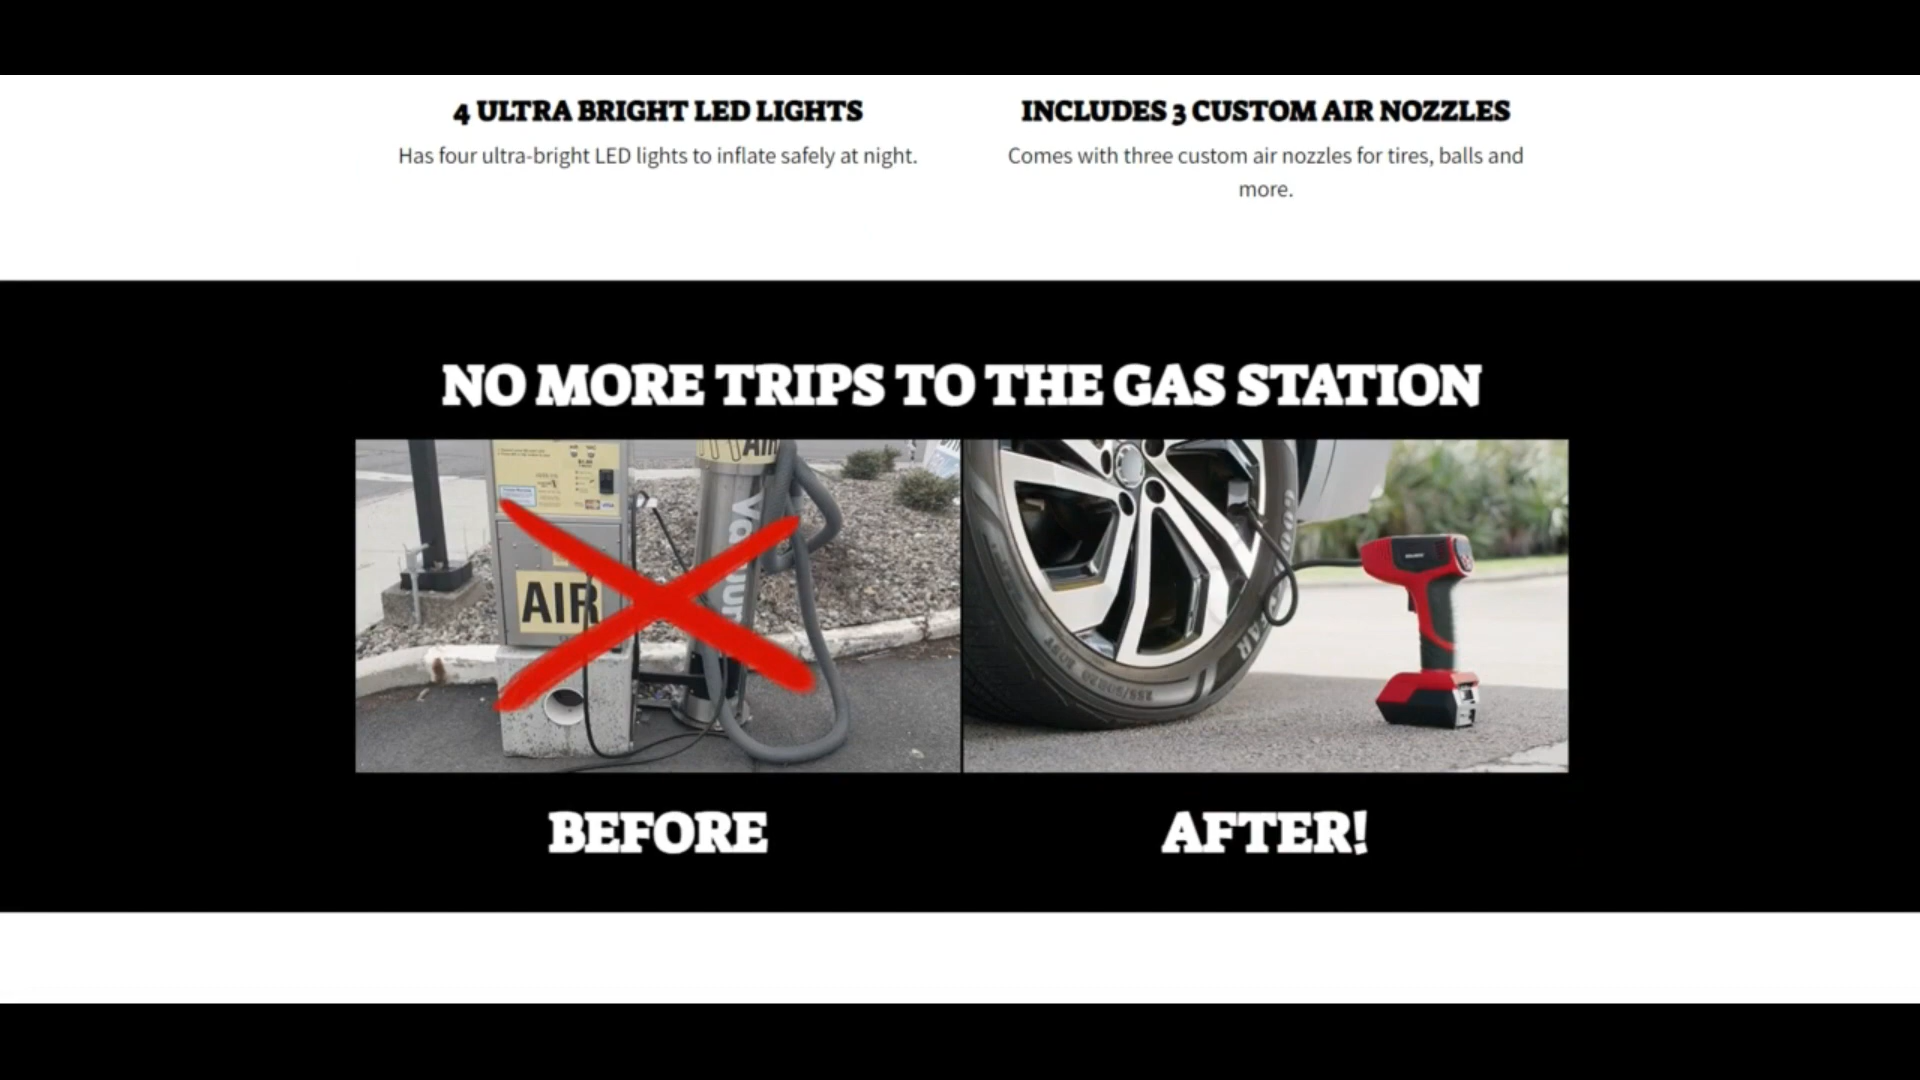 4 ULTRA BRIGHT LED LIGHTS
Has four ultra-bright LED lights to inflate safely at night.
INCLUDES 3 CUSTOM AIR NOZZLES
Comes with three custom air nozzles for tires, balls and
more.
NO MORE TRIPS TO THE GAS STATION
AIR
AIR
Vacuum
BEFORE
AFTER!